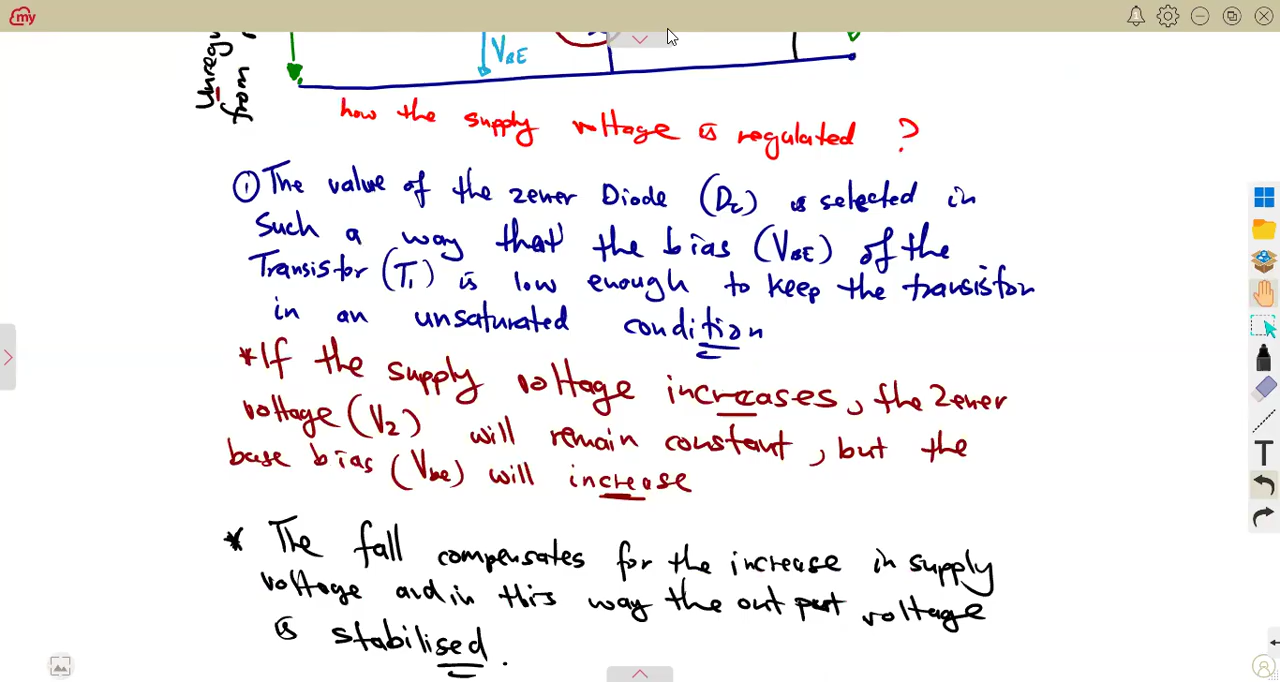 my
Unregu
from
VBE
how the supply voltage is regulated ?
① The value of the zener Diode (Dz) is selected in
such a way that the bias (VBE) of the
Transistor (T1) is low enough to keep the transistor
in an unsaturated condition
*If the supply voltage increases, the zener
voltage (VZ) will remain constant, but the
base bias (Vbe) will increase
* The fall compensates for the increase in supply
voltage and in this way the out put voltage
is stabilised.
T